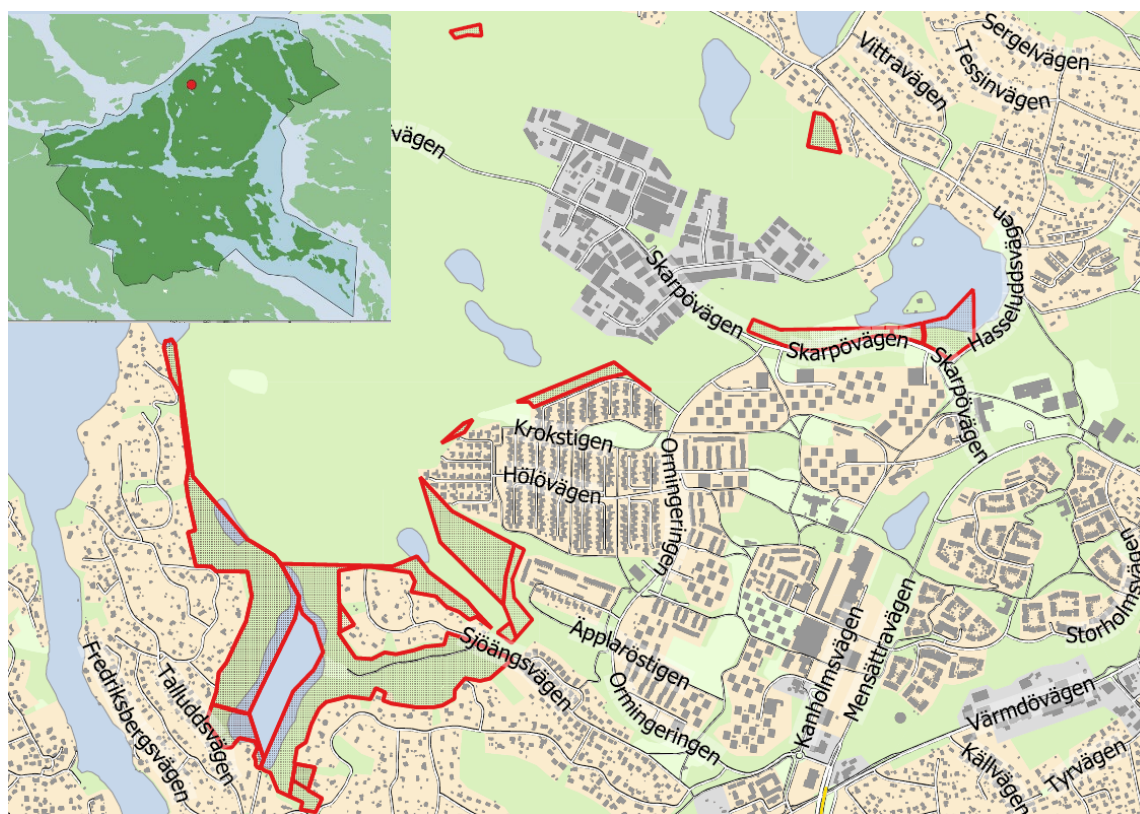 Sergelvägen
Vittravägen
Tessinvägen
vägen
Skarpövägen
Hasseluddsvägen
Skarpövägen
Skarpövägen
Krokstigen
Hölövägen
Ormingeringen
Storholmsvägen
Äpplaröstigen
Sjöängsvägen
Fredriksbergsvägen
Talluddsvägen
Ormingeringen
Kanholmsvägen
Mensättravägen
Värmdövägen
Källvägen
Tyrvägen